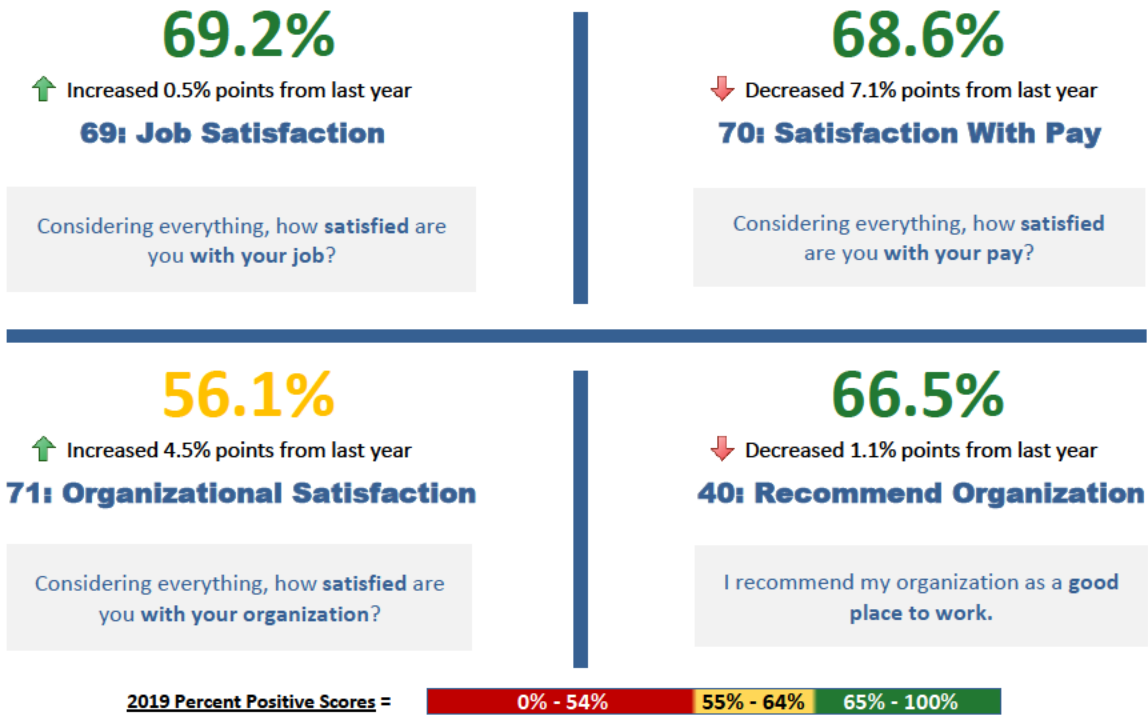 69.2%
Increased 0.5% points from last year
69: Job Satisfaction
Considering everything, how satisfied are
you with your job?
68.6%
Decreased 7.1% points from last year
70: Satisfaction With Pay
Considering everything, how satisfied
are you with your pay?
56.1%
Increased 4.5% points from last year
71: Organizational Satisfaction
Considering everything, how satisfied are
you with your organization?
66.5%
Decreased 1.1% points from last year
40: Recommend Organization
I recommend my organization as a good
place to work.
2019 Percent Positive Scores = 0% - 54% 55% - 64% 65% - 100%